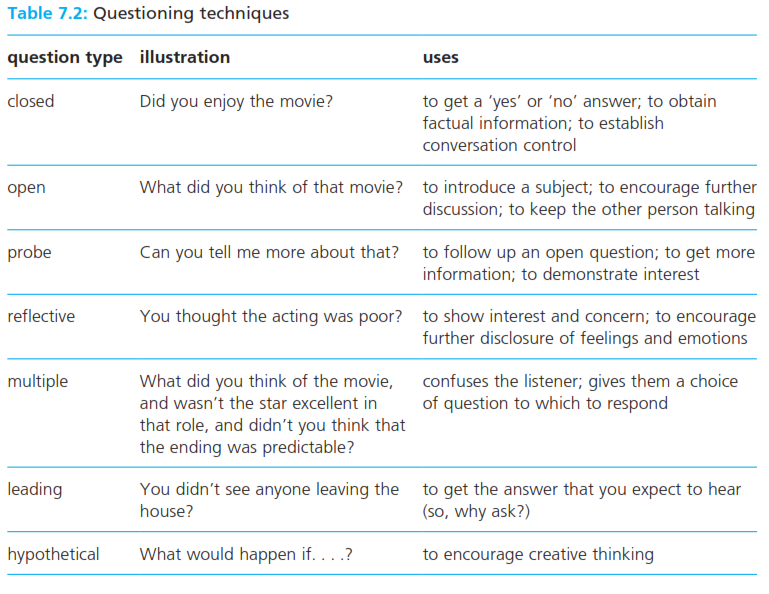 Table 7.2: Questioning techniques
question type illustration uses
closed Did you enjoy the movie? to get a ‘yes’ or ‘no’ answer; to obtain
factual information; to establish
conversation control
open What did you think of that movie? to introduce a subject; to encourage further
discussion; to keep the other person talking
probe Can you tell me more about that? to follow up an open question; to get more
information; to demonstrate interest
reflective You thought the acting was poor? to show interest and concern; to encourage
further disclosure of feelings and emotions
multiple What did you think of the movie, confuses the listener; gives them a choice
and wasn’t the star excellent in of question to which to respond
that role, and didn’t you think that
the ending was predictable?
leading You didn’t see anyone leaving the to get the answer that you expect to hear
house? (so, why ask?)
hypothetical What would happen if. . . .? to encourage creative thinking